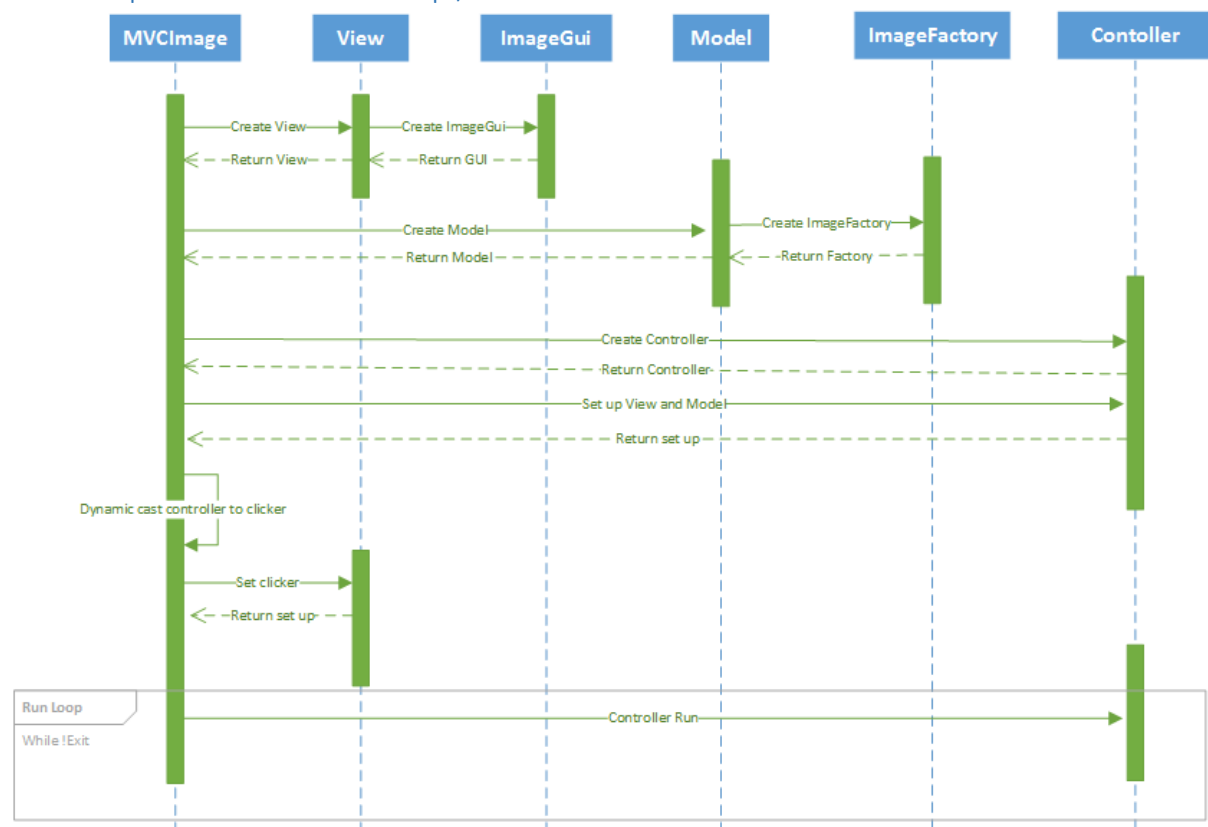 MVCImage View ImageGui Model ImageFactory Contoller
Create View Create ImageGui
Return View Return GUI
Create ImageFactory
Create Model
Return Factory
Return Model
Create Controller
Return Controller
Set up View and Model
Return set up
Dynamic cast controller to clicker
Set clicker
Return set up
Run Loop
Controller Run
While !Exit